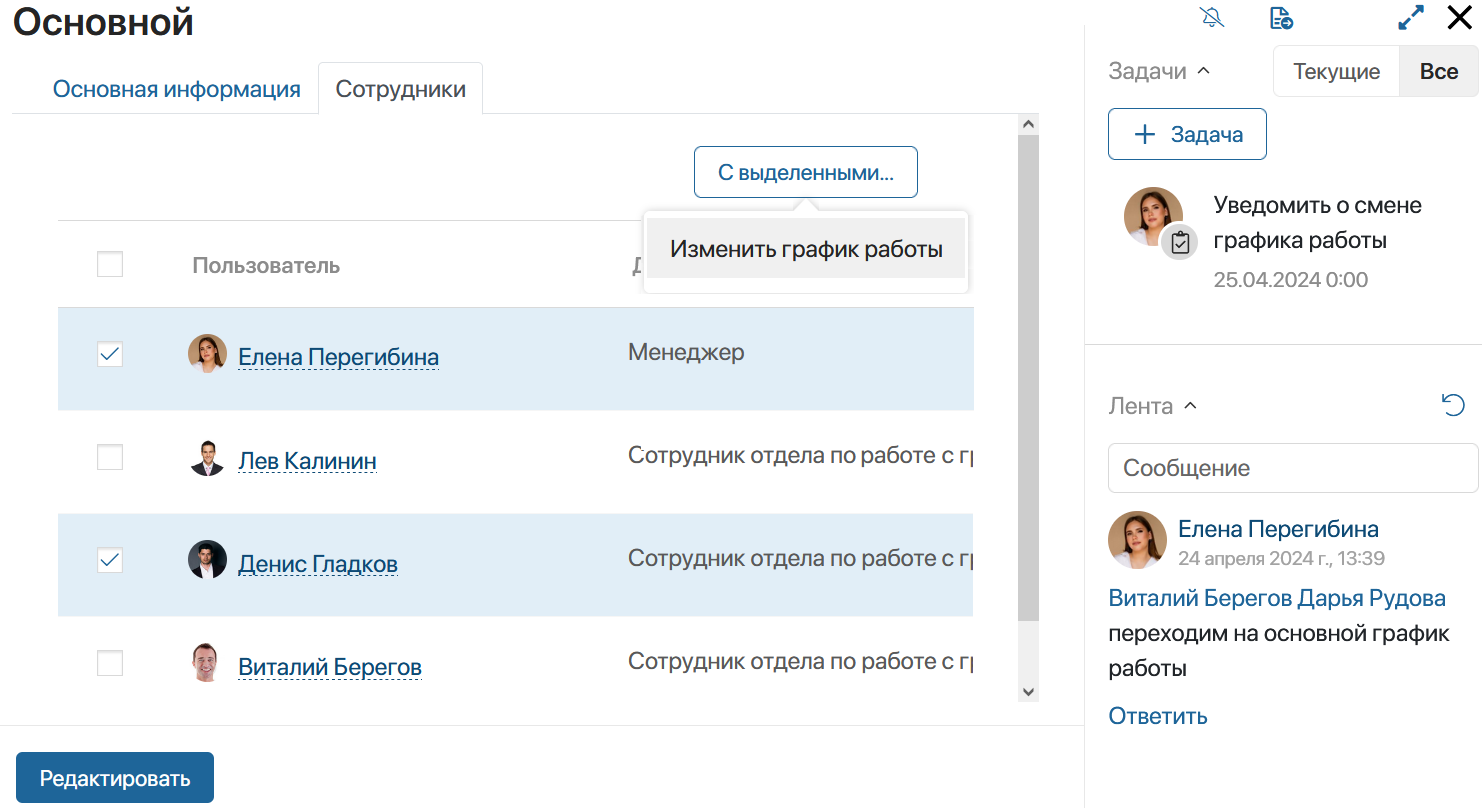 Основной
Основная информация
Сотрудники
С выделенными...
Изменить график работы
Пользователь
Елена Перегибина
Менеджер
Лев Калинин
Сотрудник отдела по работе с
Денис Гладков
Сотрудник отдела по работе с
Виталий Берегов
Сотрудник отдела по работе с
Редактировать
Задачи
Текущие
Все
Задача
Уведомить о смене
графика работы
25.04.2024 0:00
Лента
Сообщение
Елена Перегибина
24 апреля 2024 г., 13:39
Виталий Берегов Дарья Рудова
переходим на основной график
работы
Ответить